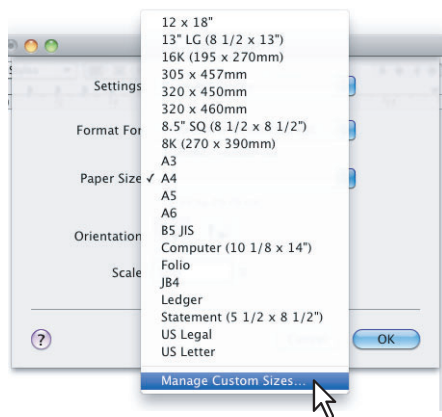 12 x 18"
13" LG (8 1/2 x 13")
16K (195 x 270mm)
305 x 457mm
Settings
320 x 450mm
320 x 460mm
Format For
8.5" SQ (8 1/2 x 8 1/2")
8K (270 x 390mm)
A3
Paper Size ✓ A4
A5
A6
Orientation
B5 JIS
Computer (10 1/8 x 14")
Folio
Scale
JB4
Ledger
Statement (5 1/2 x 8 1/2")
? US Legal OK
US Letter
Manage Custom Sizes...